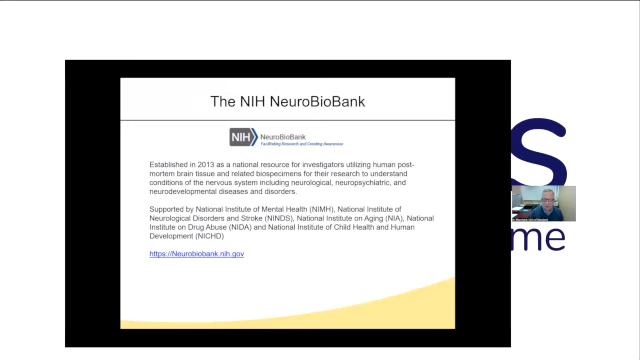 The NIH NeuroBioBank
NIH NeuroBioBank
Facilitating Research and Creating Awareness
Established in 2013 as a national resource for investigators utilizing human post-
mortem brain tissue and related biospecimens for their research to understand
conditions of the nervous system including neurological, neuropsychiatric, and
neurodevelopmental diseases and disorders.
Supported by National Institute of Mental Health (NIMH), National Institute of
Neurological Disorders and Stroke (NINDS), National Institute on Aging (NIA), National
Institute on Drug Abuse (NIDA) and National Institute of Child Health and Human
Development (NICHD)
https://Neurobiobank.nih.gov
S
me